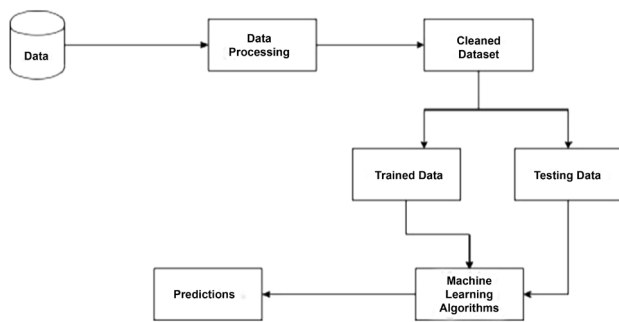 Data
Data
Processing
Cleaned
Dataset
Trained Data
Testing Data
Predictions
Machine
Learning
Algorithms